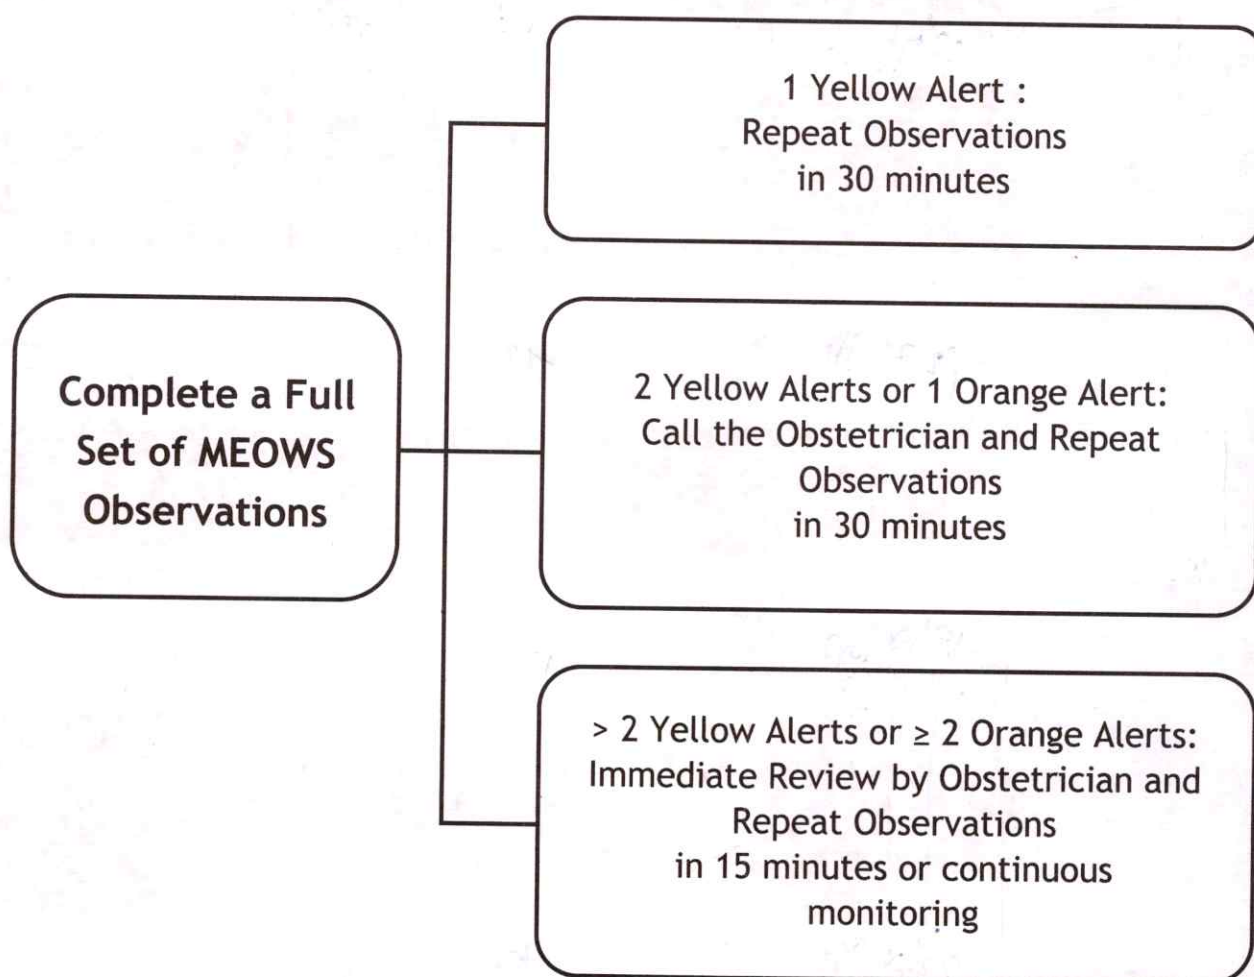 Complete a Full
Set of MEOWS
Observations
1 Yellow Alert :
Repeat Observations
in 30 minutes
2 Yellow Alerts or 1 Orange Alert:
Call the Obstetrician and Repeat
Observations
in 30 minutes
> 2 Yellow Alerts or ≥ 2 Orange Alerts:
Immediate Review by Obstetrician and
Repeat Observations
in 15 minutes or continuous
monitoring